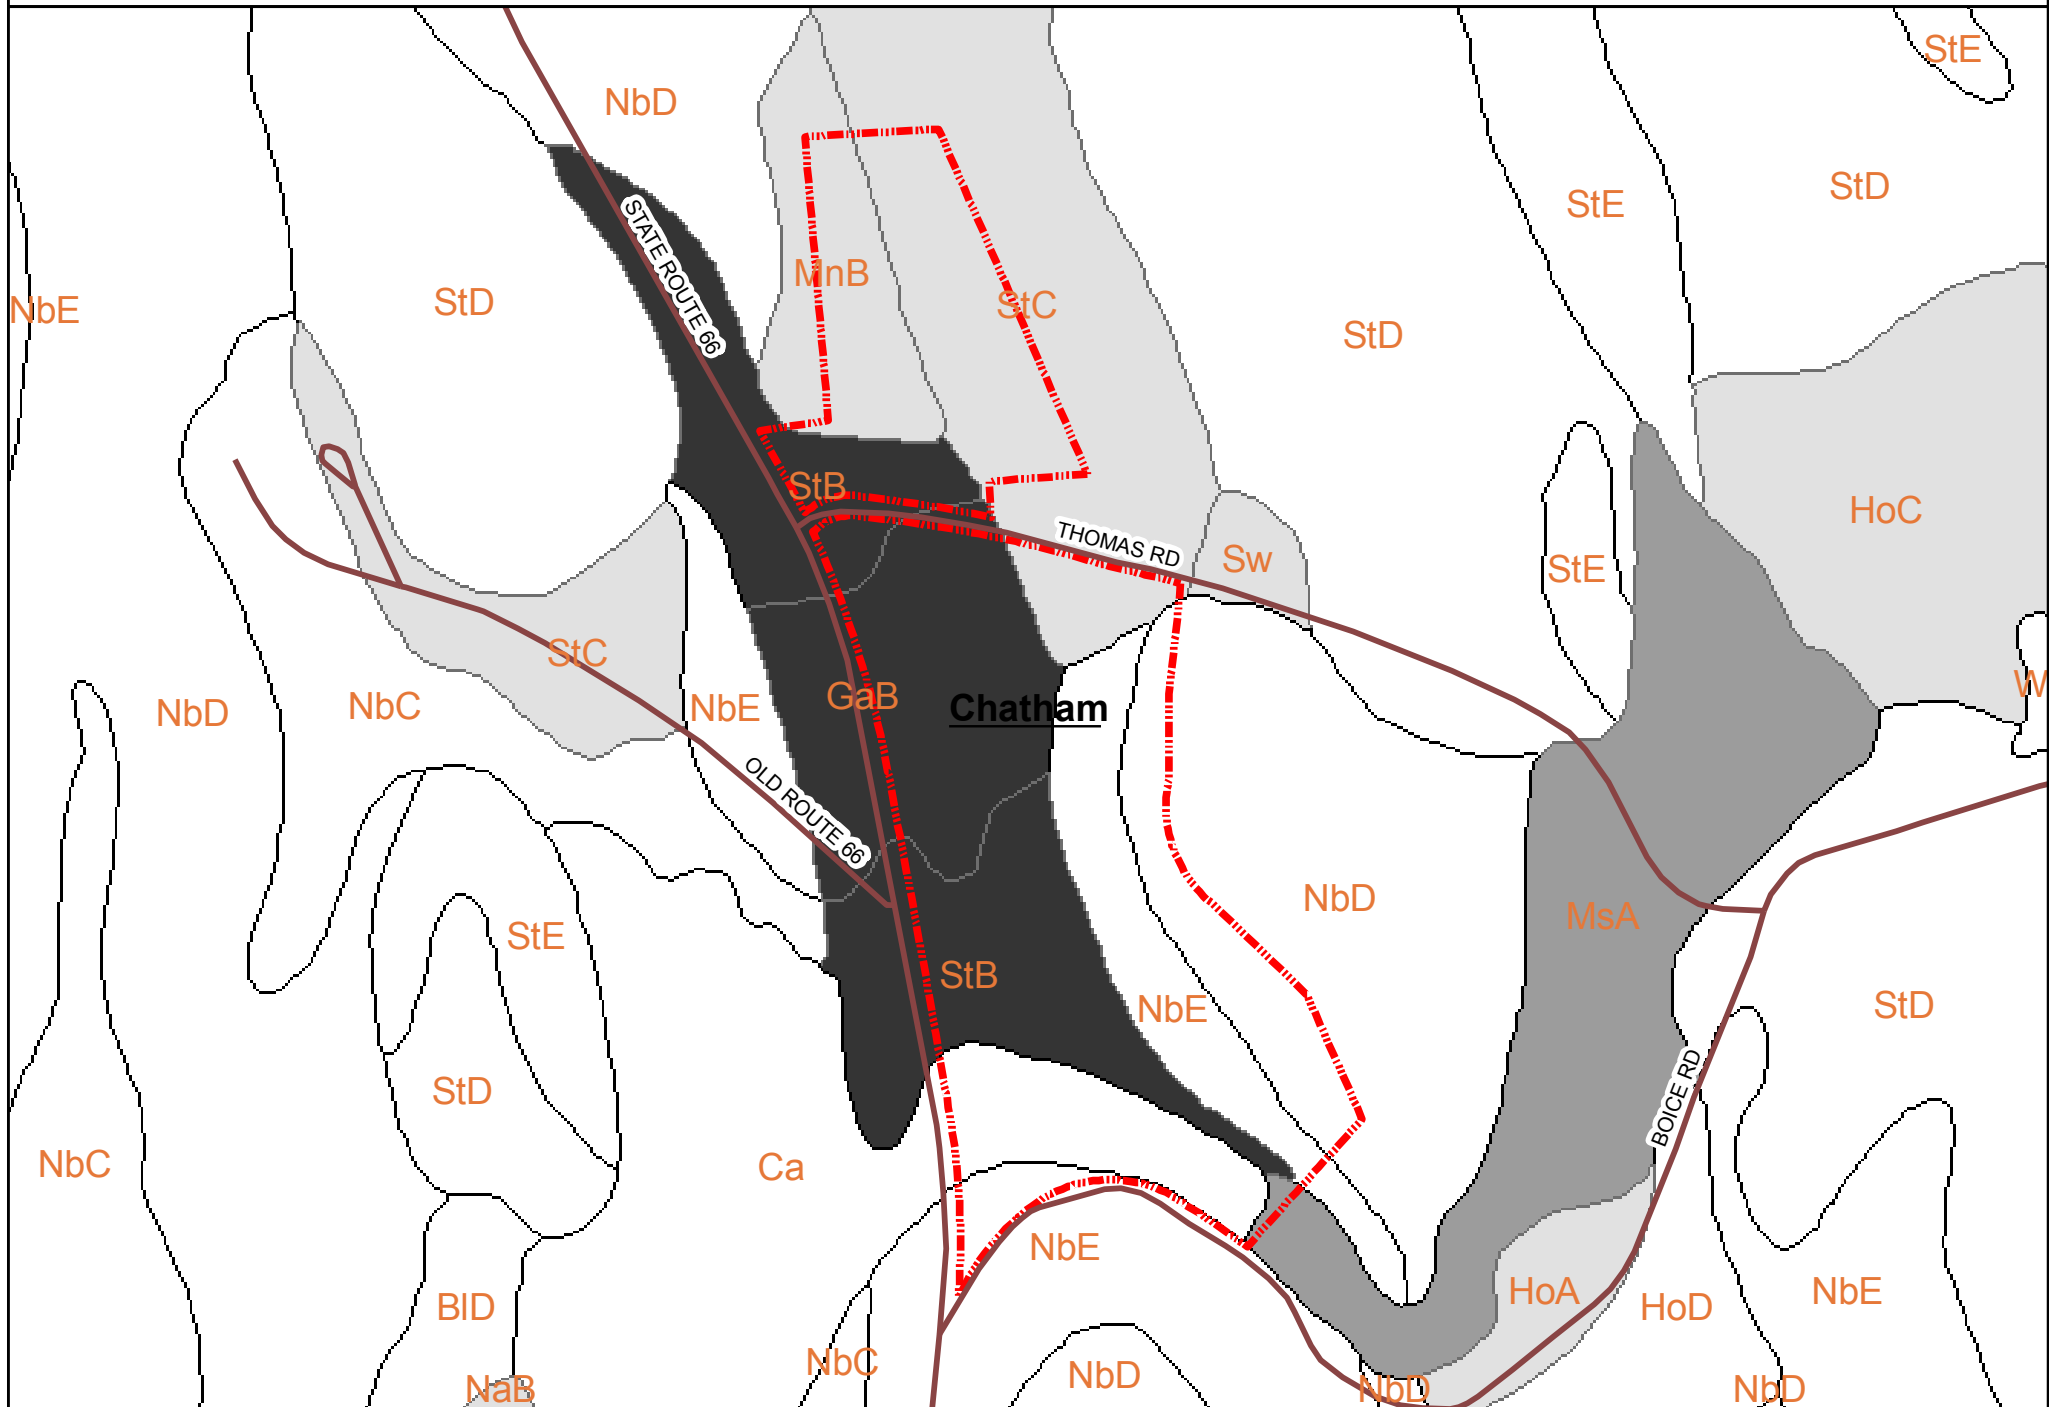 StE
NbD
StD
StE
STATE ROUTE 66
MnB
StC
NbE
StD
StD
StB
HoC
THOMAS RD
Sw
StE
StC
W
GaB
NbE
Chatham
NbC
NbD
OLD ROUTE 66
NbD
MsA
StE
StB
NbE
StD
StD
BOICE RD
NbC
Ca
NbE
HoA
NbE
BlD
HoD
NbC
NbD
NaB
NbD
NbD